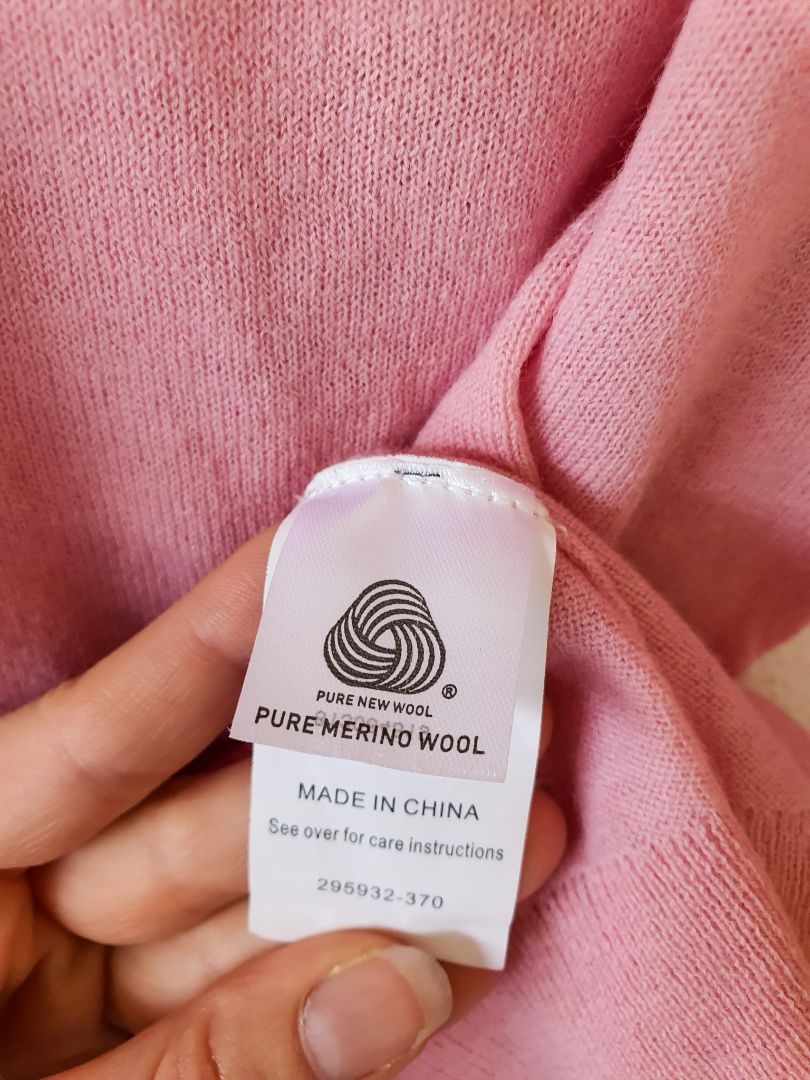 ®
PURE NEW WOOL
PURE MERINO WOOL
MADE IN CHINA
See over for care instructions
295932-370